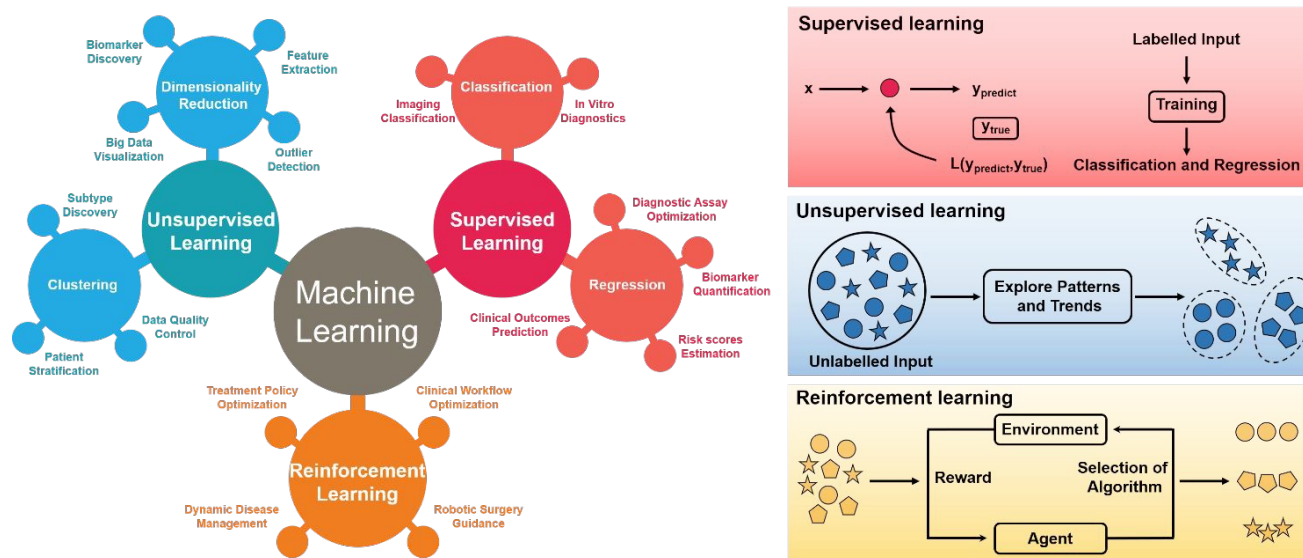 Biomarker
Discovery
Feature
Extraction
Dimensionality
Reduction
Big Data
Visualization
Outlier
Detection
Subtype
Discovery
Unsupervised
Learning
Clustering
Data Quality
Control
Patient
Stratification
Classification
Imaging
Classification
In Vitro
Diagnostics
Supervised
Learning
Diagnostic Assay
Optimization
Biomarker
Quantification
Regression
Clinical Outcomes
Prediction
Risk scores
Estimation
Machine
Learning
Treatment Policy
Optimization
Clinical Workflow
Optimization
Reinforcement
Learning
Dynamic Disease
Management
Robotic Surgery
Guidance
Supervised learning
x
y_predict
y_true
L(y_predict,y_true)
Labelled Input
Training
Classification and Regression
Unsupervised learning
Unlabelled Input
Explore Patterns
and Trends
Reinforcement learning
Environment
Reward
Selection of
Algorithm
Agent